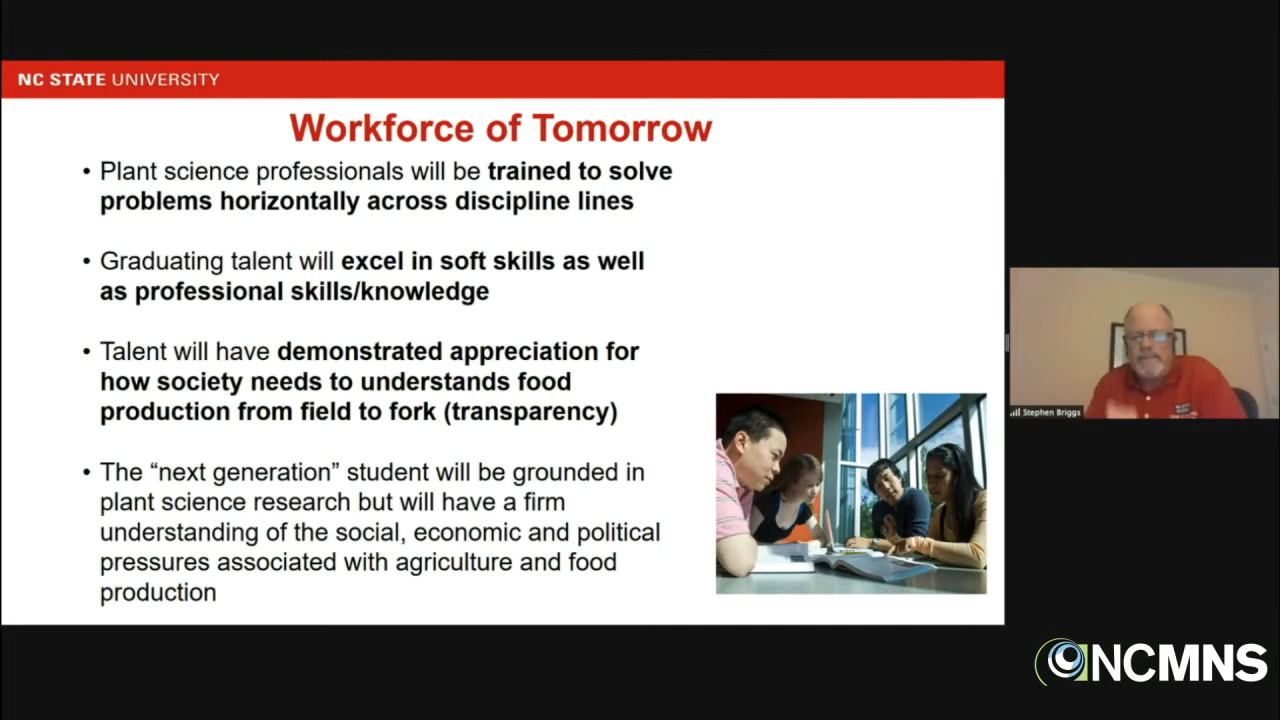 NC STATE UNIVERSITY
Workforce of Tomorrow
• Plant science professionals will be trained to solve
problems horizontally across discipline lines
• Graduating talent will excel in soft skills as well
as professional skills/knowledge
• Talent will have demonstrated appreciation for
how society needs to understands food
production from field to fork (transparency)
• The “next generation” student will be grounded in
plant science research but will have a firm
understanding of the social, economic and political
pressures associated with agriculture and food
production
Stephen Briggs
NCMNS